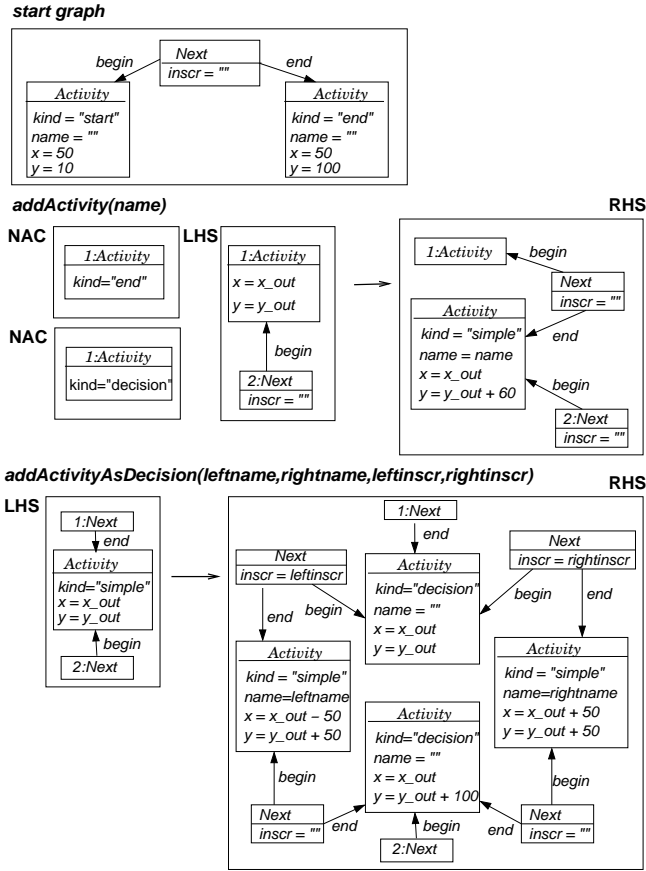 start graph
Next
inscr = ""
begin
end
Activity
kind = "start"
name = ""
x = 50
y = 10
Activity
kind = "end"
name = ""
x = 50
y = 100
addActivity(name)
RHS
NAC
1:Activity
kind="end"
NAC
1:Activity
kind="decision"
LHS
1:Activity
x = x_out
y = y_out
begin
2:Next
inscr = ""
1:Activity
begin
Next
inscr = ""
end
Activity
kind = "simple"
name = name
x = x_out
y = y_out + 60
begin
2:Next
inscr = ""
addActivityAsDecision(leftname,rightname,leftinscr,rightinscr)
RHS
LHS
1:Next
end
Activity
kind="simple"
x = x_out
y = y_out
begin
2:Next
1:Next
end
Next
inscr = leftinscr
begin
end
Activity
kind="decision"
name = ""
x = x_out
y = y_out
Next
inscr = rightinscr
begin
end
Activity
kind = "simple"
name=leftname
x = x_out − 50
y = y_out + 50
Activity
kind = "simple"
name=rightname
x = x_out + 50
y = y_out + 50
Activity
kind="decision"
name = ""
x = x_out
y = y_out + 100
begin
begin
Next
inscr = ""
end
begin
2:Next
end
Next
inscr = ""